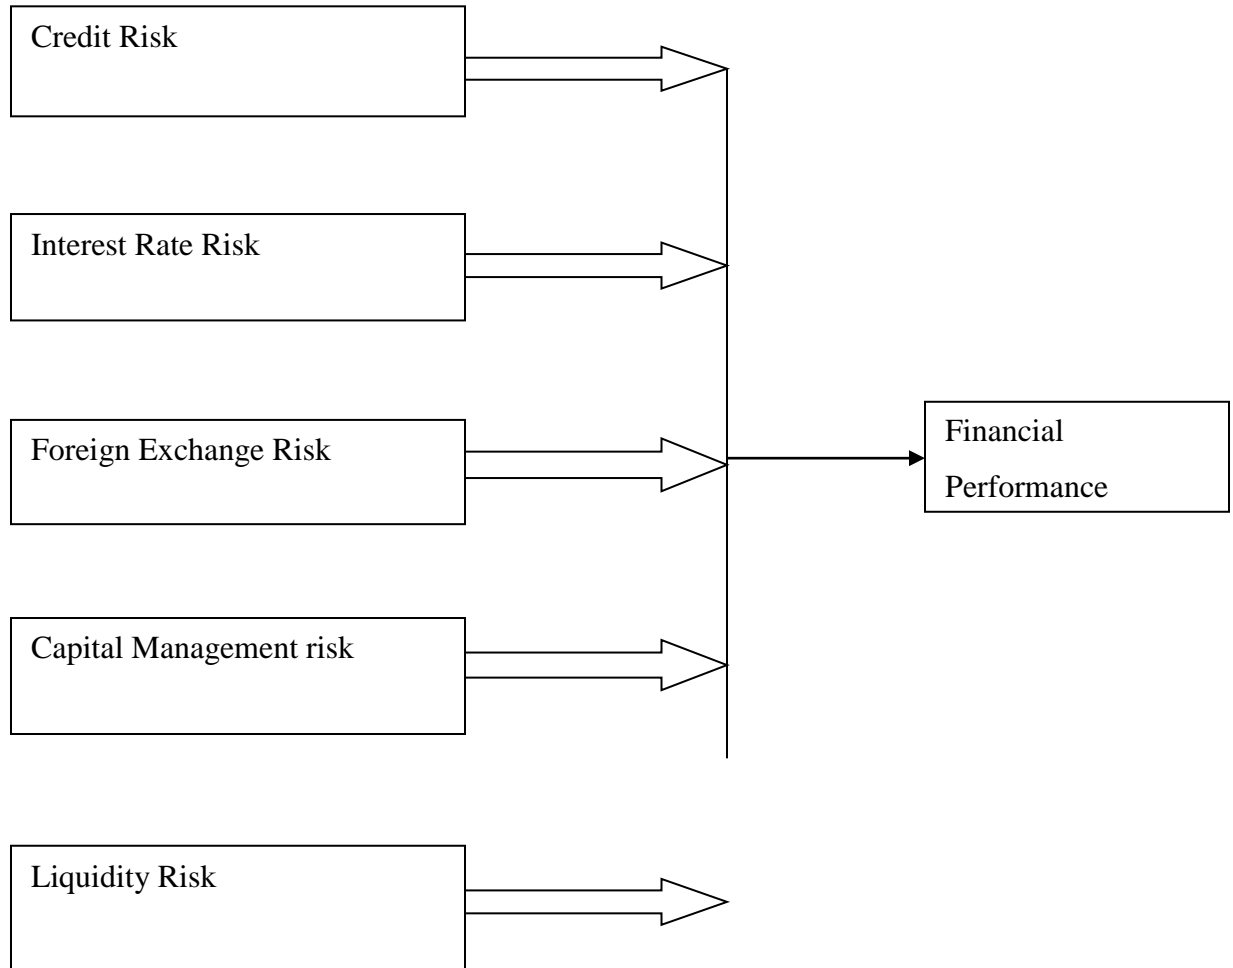 Credit Risk
Interest Rate Risk
Foreign Exchange Risk
Financial
Performance
Capital Management risk
Liquidity Risk